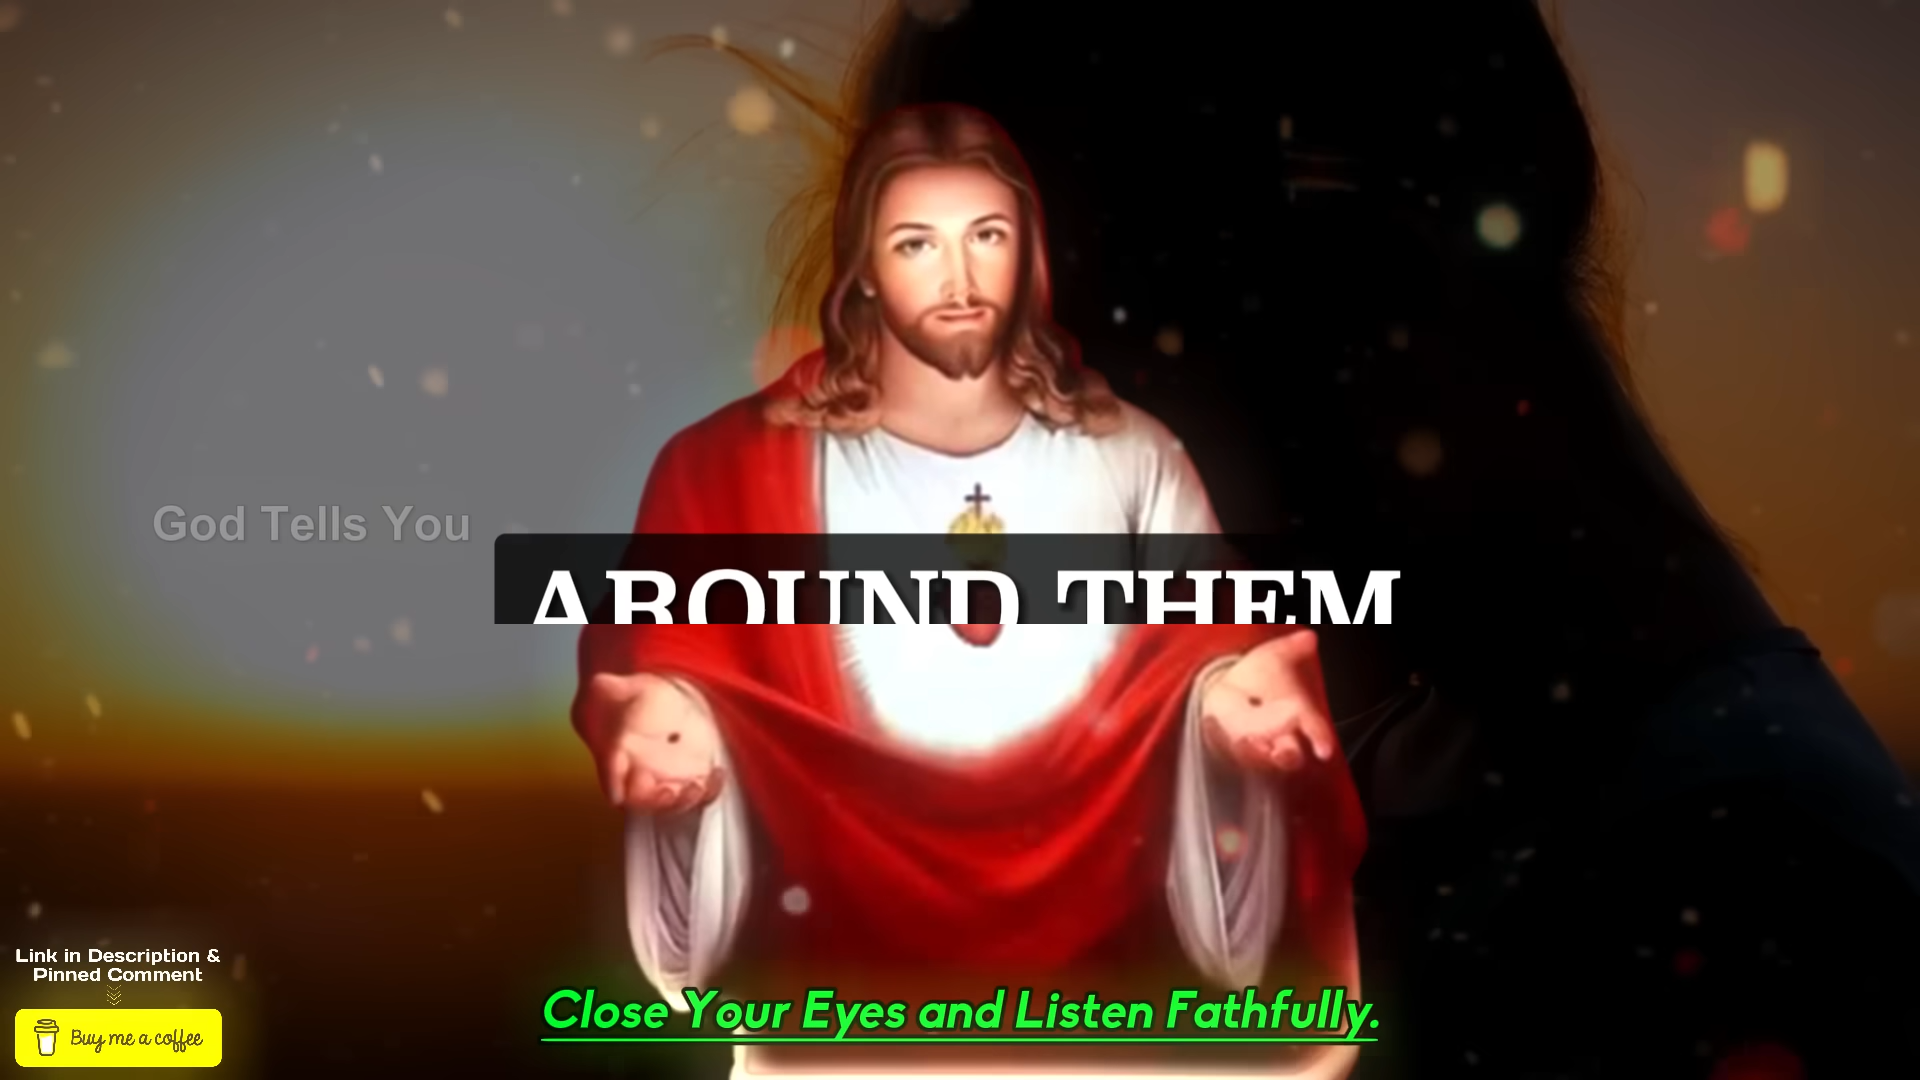 God Tells You
AROUND THEM
Link in Description &
Pinned Comment
Buy me a coffee
Close Your Eyes and Listen Fathfully.